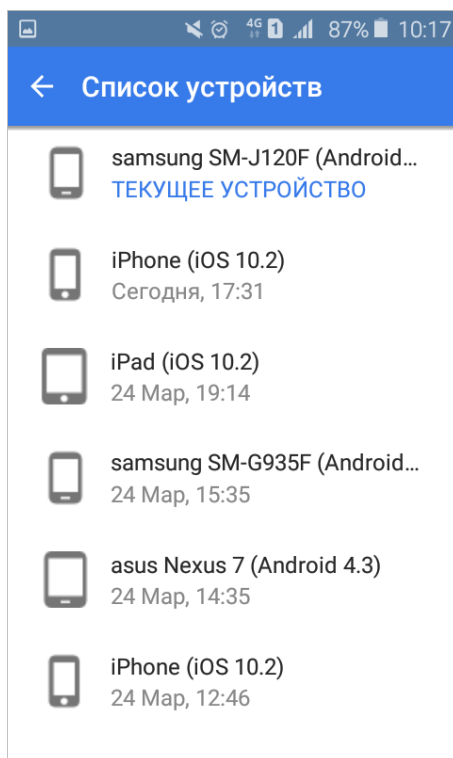 4G 1 87% 10:17
Список устройств
samsung SM-J120F (Android...
ТЕКУЩЕЕ УСТРОЙСТВО
iPhone (iOS 10.2)
Сегодня, 17:31
iPad (iOS 10.2)
24 Мар, 19:14
samsung SM-G935F (Android...
24 Мар, 15:35
asus Nexus 7 (Android 4.3)
24 Мар, 14:35
iPhone (iOS 10.2)
24 Мар, 12:46